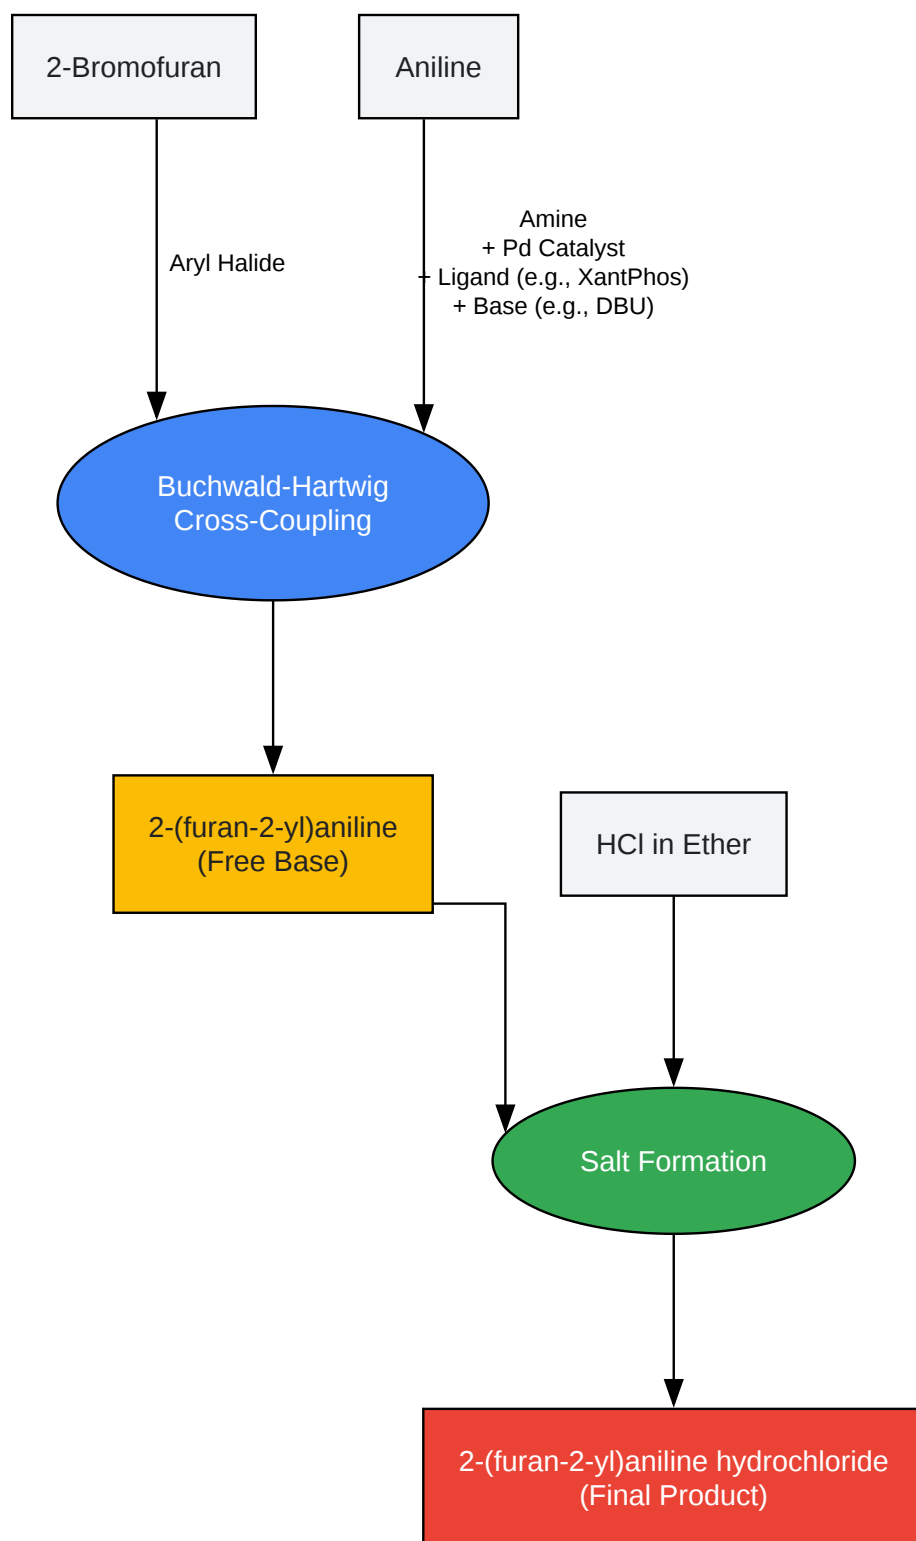 2-Bromofuran
Aniline
Aryl Halide
Amine
+ Pd Catalyst
+ Ligand (e.g., XantPhos)
+ Base (e.g., DBU)
Buchwald-Hartwig
Cross-Coupling
2-(furan-2-yl)aniline
(Free Base)
HCl in Ether
Salt Formation
2-(furan-2-yl)aniline hydrochloride
(Final Product)